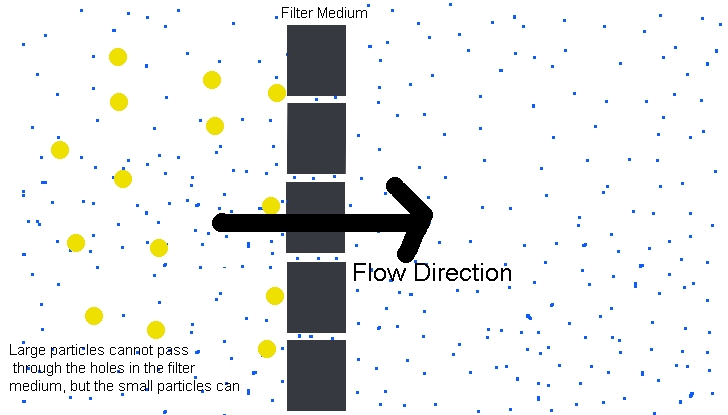 Filter Medium
Flow Direction
Large particles cannot pass
through the holes in the filter
medium, but the small particles can